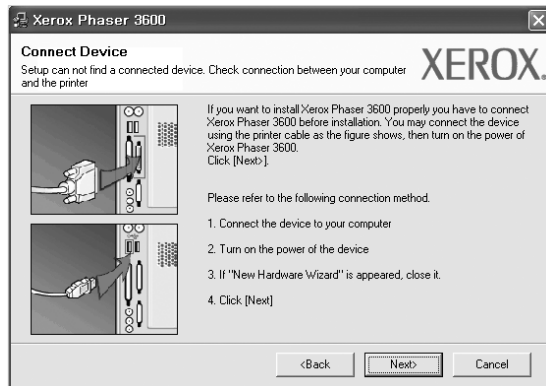 Xerox Phaser 3600
Connect Device
Setup can not find a connected device. Check connection between your computer
and the printer
XEROX.
If you want to install Xerox Phaser 3600 properly you have to connect
Xerox Phaser 3600 before installation. You may connect the device
using the printer cable as the figure shows, then turn on the power of
Xerox Phaser 3600.
Click [Next>].
Please refer to the following connection method.
1. Connect the device to your computer
2. Turn on the power of the device
3. If "New Hardware Wizard" is appeared, close it.
4. Click [Next]
<Back
Next>
Cancel